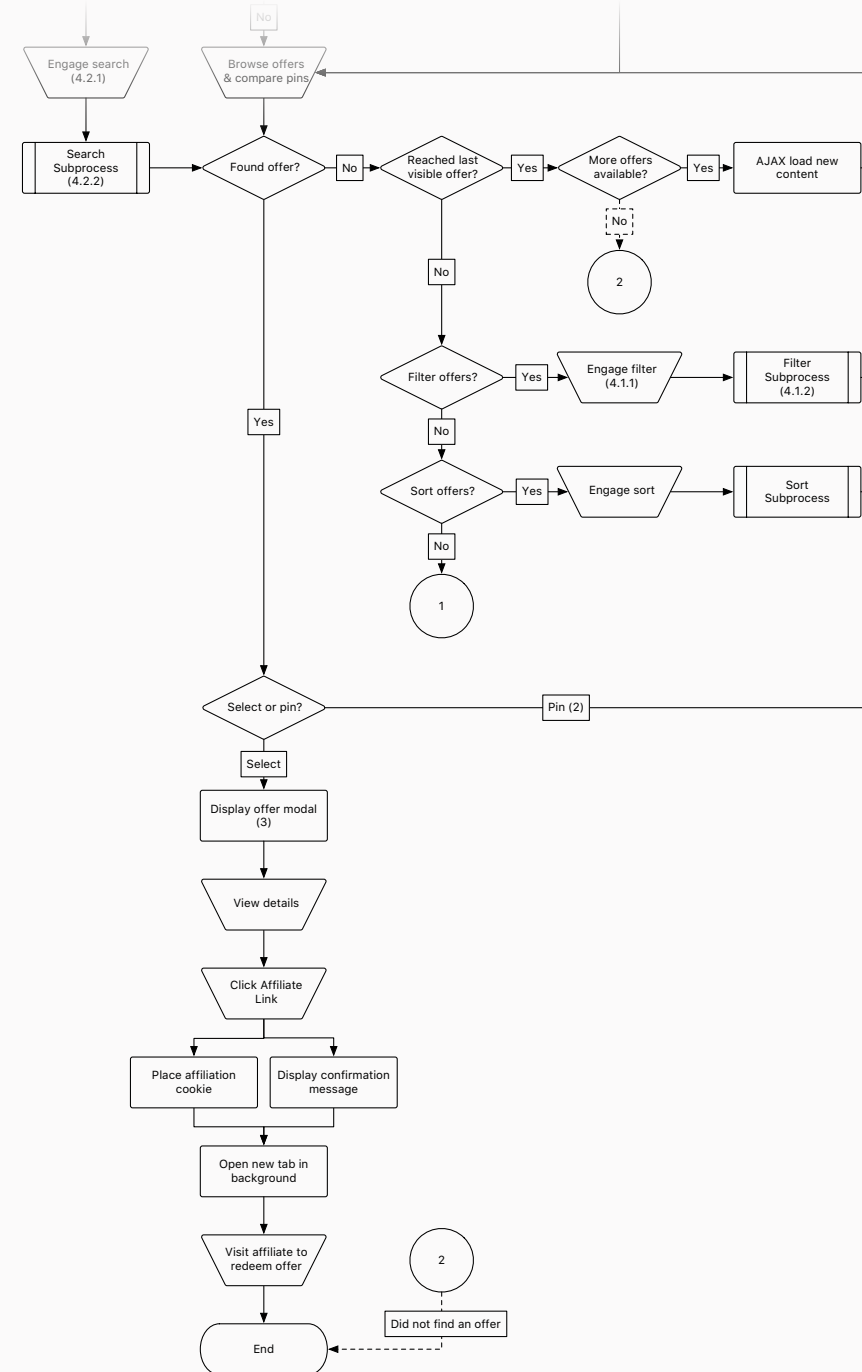 No
Engage search
(4.2.1)
Browse offers
& compare pins
Search
Subprocess
(4.2.2)
Found offer?
No
Reached last
visible offer?
Yes
More offers
available?
Yes
AJAX load new
content
No
2
No
Filter offers?
Yes
Engage filter
(4.1.1)
Filter
Subprocess
(4.1.2)
Yes
No
Sort offers?
Yes
Engage sort
Sort
Subprocess
No
1
Select or pin?
Pin (2)
Select
Display offer modal
(3)
View details
Click Affiliate
Link
Place affiliation
cookie
Display confirmation
message
Open new tab in
background
Visit affiliate to
redeem offer
2
Did not find an offer
End